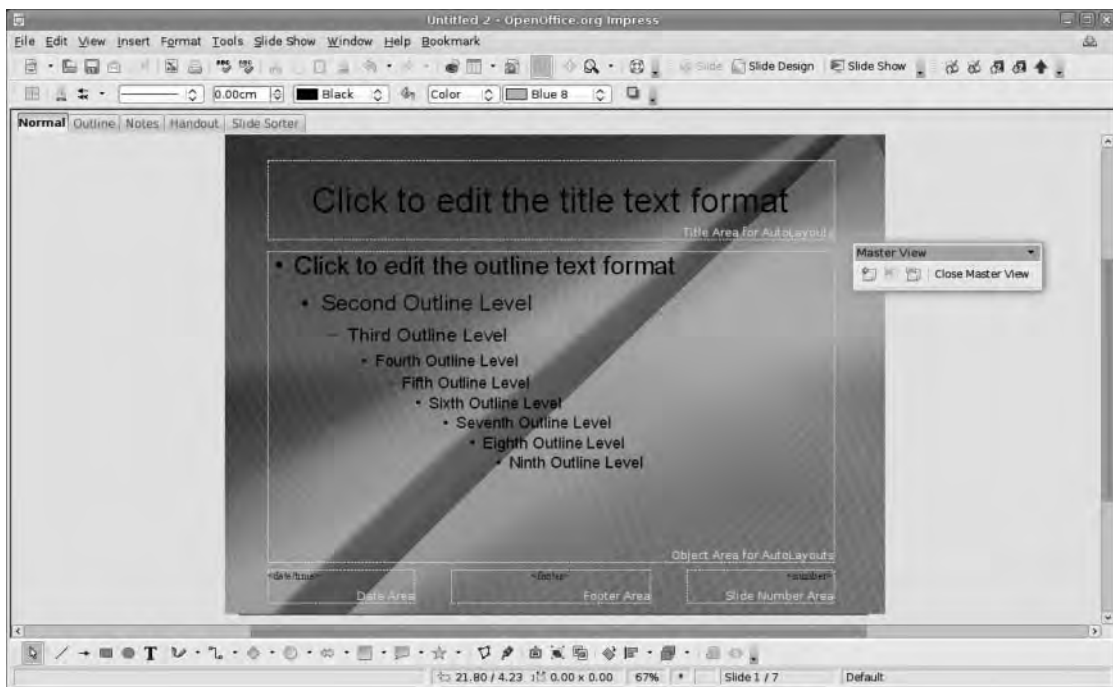 Untitled 2 - OpenOffice.org Impress
File Edit View Insert Format Tools Slide Show Window Help Bookmark
Slide Slide Design Slide Show
0.00cm Black Color Blue 8
Normal Outline Notes Handout Slide Sorter
Click to edit the title text format
Title Area for AutoLayouts
Master View
Close Master View
• Click to edit the outline text format
• Second Outline Level
– Third Outline Level
• Fourth Outline Level
– Fifth Outline Level
• Sixth Outline Level
• Seventh Outline Level
• Eighth Outline Level
• Ninth Outline Level
Object Area for AutoLayouts
<date/time> <footer> <number>
Date Area Footer Area Slide Number Area
21.80 / 4.23 0.00 x 0.00 67% * Slide 1 / 7 Default